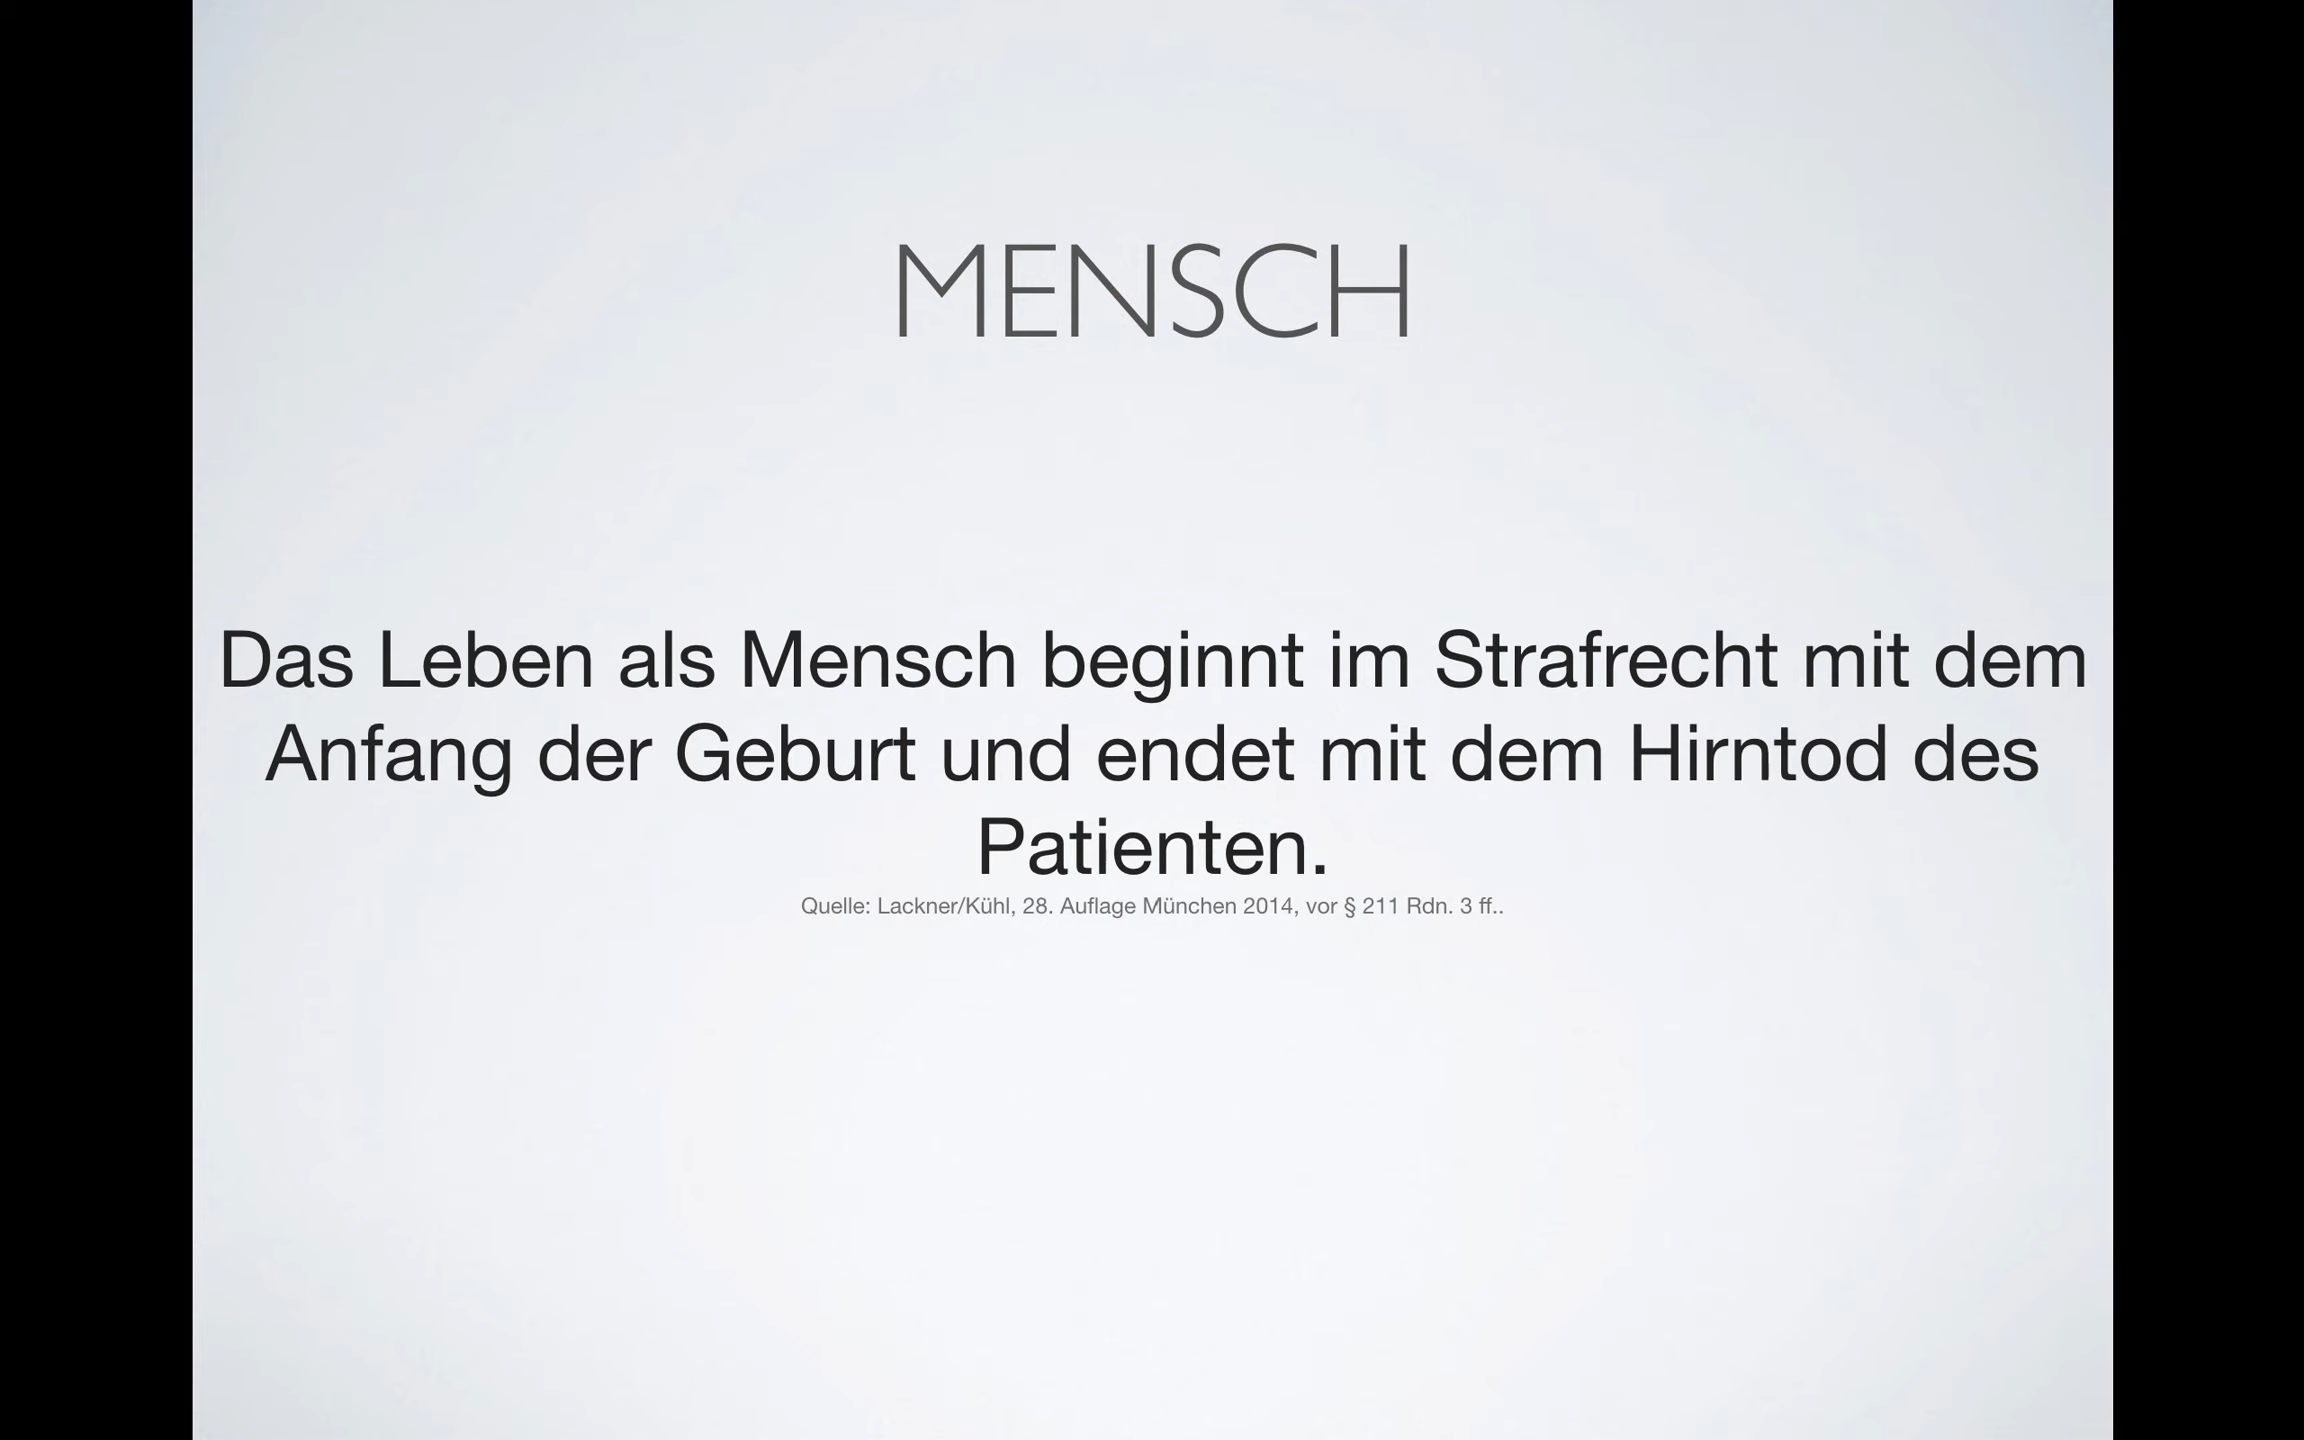 MENSCH
Das Leben als Mensch beginnt im Strafrecht mit dem
Anfang der Geburt und endet mit dem Hirntod des
Patienten.
Quelle: Lackner/Kühl, 28. Auflage München 2014, vor § 211 Rdn. 3 ff..